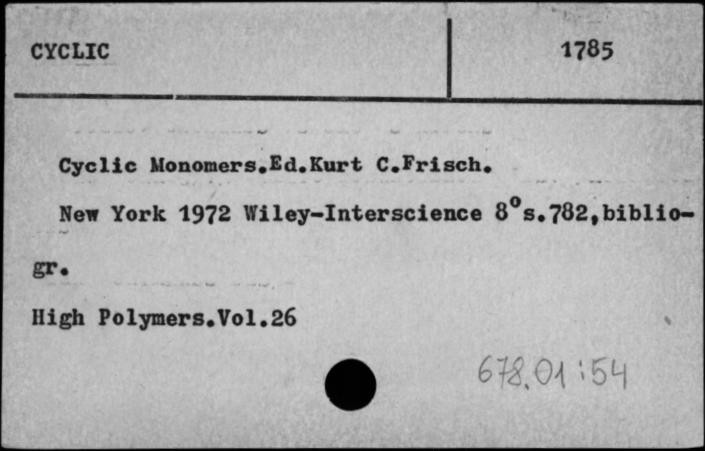 CYCLIC 1785
Cyclic Monomers.Ed.Kurt C.Frisch.
New York 1972 Wiley-Interscience 8°s.782,biblio-
gr.
High Polymers.Vol.26
678.01:54